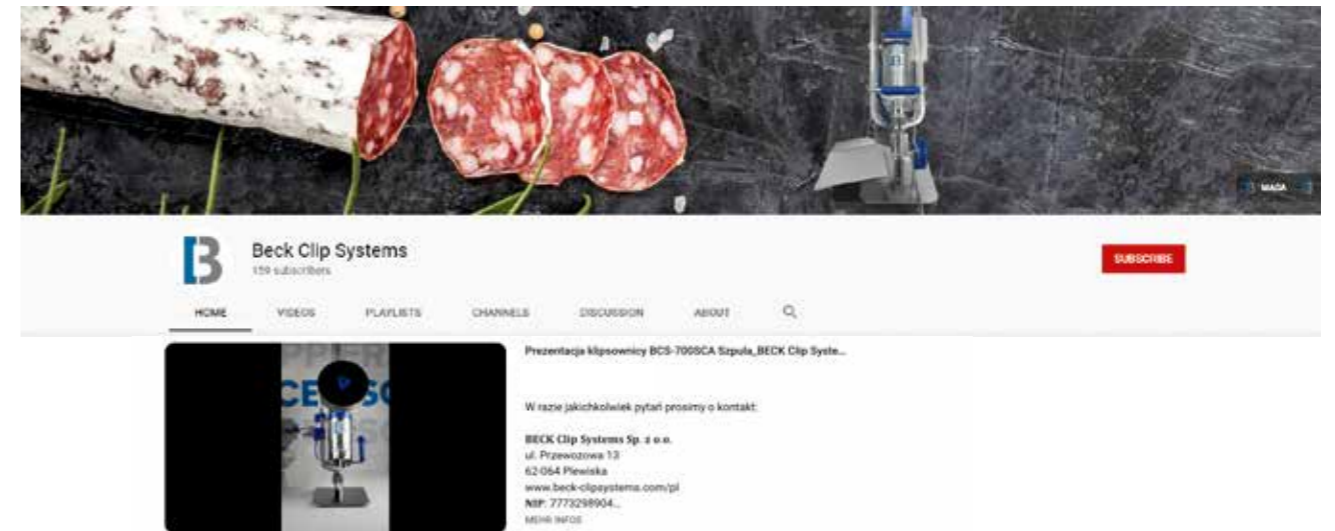 MAGA
Beck Clip Systems
159 subscribers
SUBSCRIBE
HOME VIDEOS PLAYLISTS CHANNELS DISCUSSION ABOUT
Prezentacja klipsownicy BCS-700SCA Szpula_BECK Clip Syste...
W razie jakichkolwiek pytań prosimy o kontakt:
BECK Clip Systems Sp. z o.o.
ul. Przewozowa 13
62-064 Plewiska
www.beck-clipsystems.com/pl
NIP: 7773298904...
MEHR INFOS